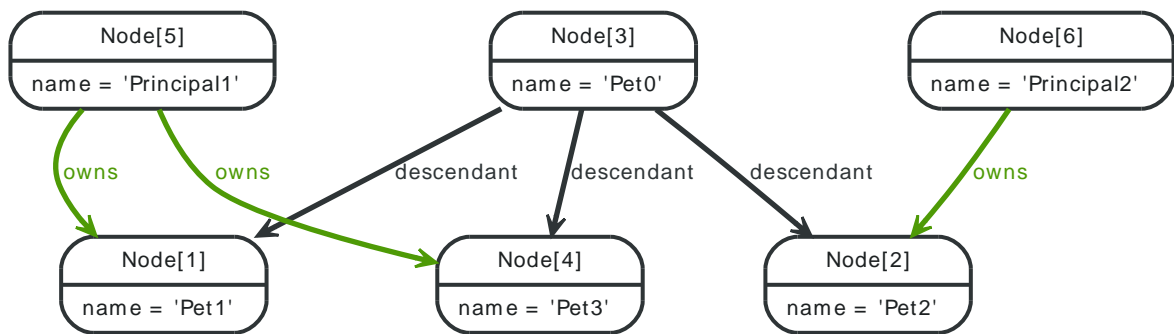 Node[5]
name = 'Principal1'
Node[3]
name = 'Pet0'
Node[6]
name = 'Principal2'
owns
owns
descendant
descendant
descendant
owns
Node[1]
name = 'Pet1'
Node[4]
name = 'Pet3'
Node[2]
name = 'Pet2'